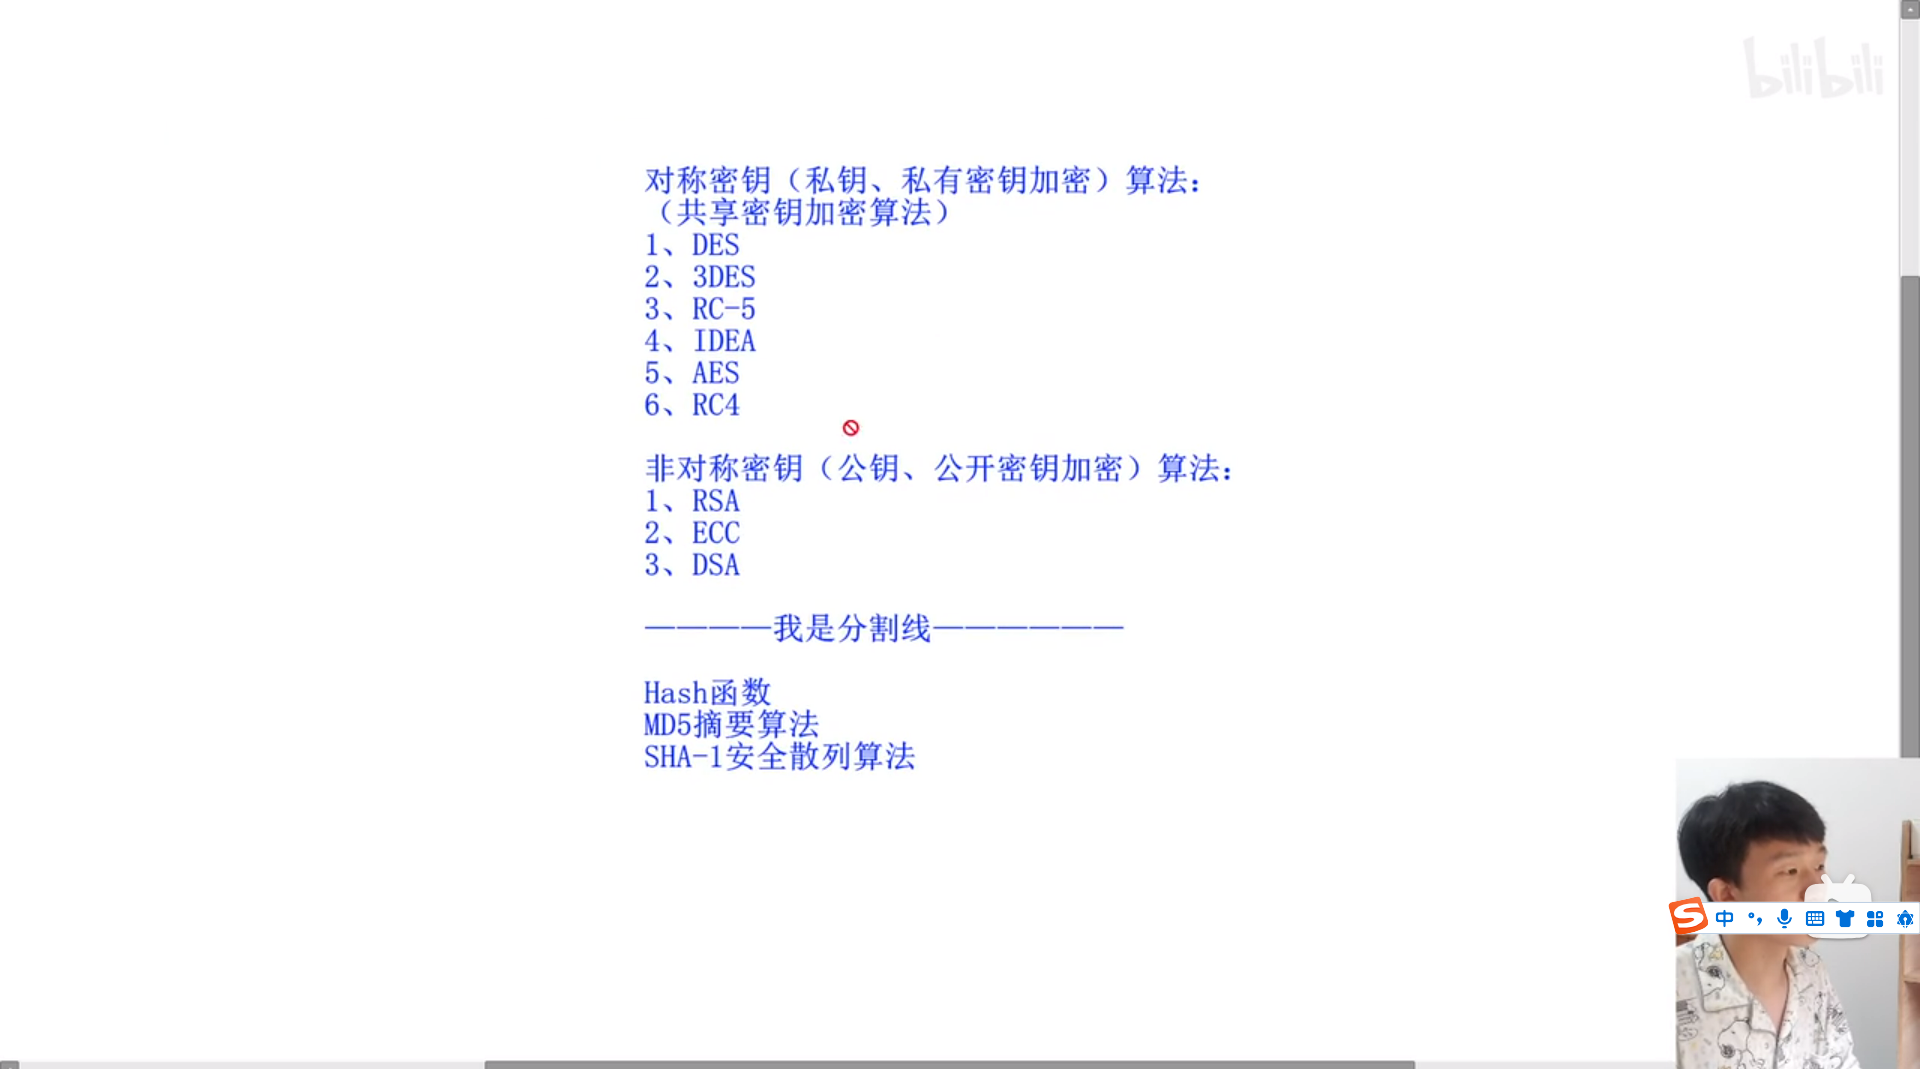 bilibili
对称密钥（私钥、私有密钥加密）算法：
（共享密钥加密算法）
1、DES
2、3DES
3、RC-5
4、IDEA
5、AES
6、RC4
非对称密钥（公钥、公开密钥加密）算法：
1、RSA
2、ECC
3、DSA
————我是分割线——————
Hash函数
MD5摘要算法
SHA-1安全散列算法
S中